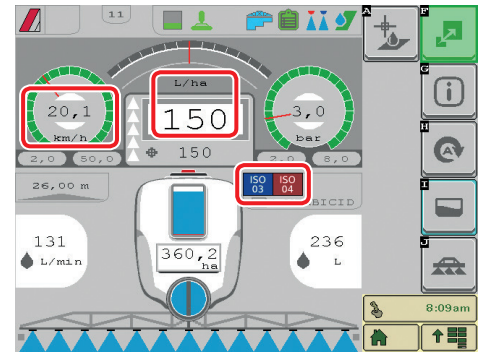 11
L/ha
20,1
km/h
150
3,0
bar
150
2,0 50,0
2,0 8,0
26,00 m
ISO
03
ISO
04
BICID
131
L/min
360,2
ha
236
L
A
F
G
H
A
I
J
8:09am